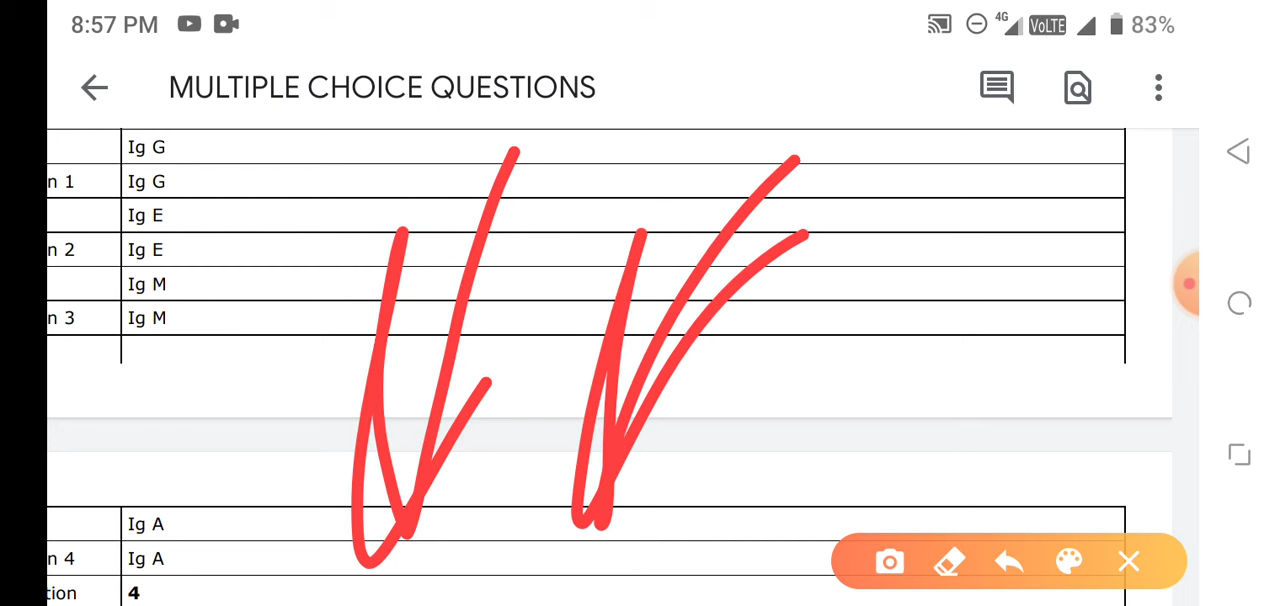 8:57 PM 4G VoLTE 83%
MULTIPLE CHOICE QUESTIONS
Ig G
n 1 Ig G
Ig E
n 2 Ig E
Ig M
n 3 Ig M
Ig A
n 4 Ig A
tion 4